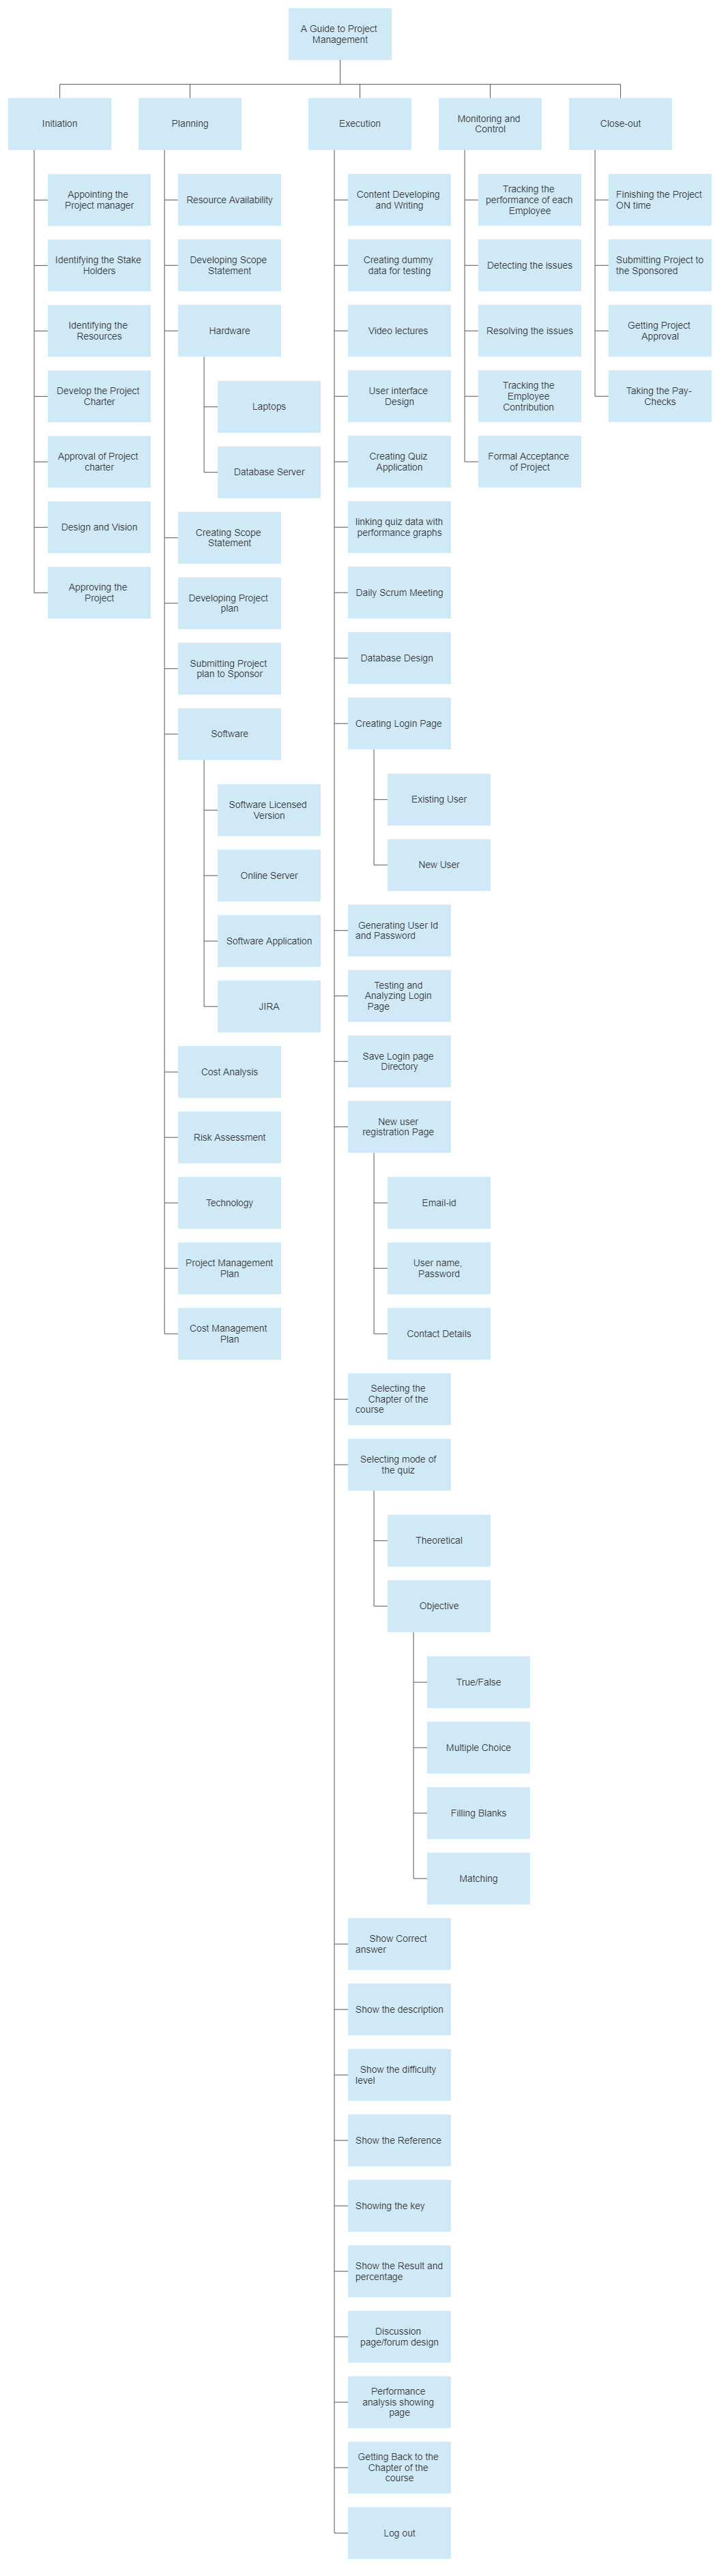 A Guide to Project
Management
Initiation
Planning
Execution
Monitoring and
Control
Close-out
Appointing the
Project manager
Identifying the Stake
Holders
Identifying the
Resources
Develop the Project
Charter
Approval of Project
charter
Design and Vision
Approving the
Project
Resource Availability
Developing Scope
Statement
Hardware
Laptops
Database Server
Creating Scope
Statement
Developing Project
plan
Submitting Project
plan to Sponsor
Software
Software Licensed
Version
Online Server
Software Application
JIRA
Cost Analysis
Risk Assessment
Technology
Project Management
Plan
Cost Management
Plan
Content Developing
and Writing
Creating dummy
data for testing
Video lectures
User interface
Design
Creating Quiz
Application
linking quiz data with
performance graphs
Daily Scrum Meeting
Database Design
Creating Login Page
Existing User
New User
Generating User Id
and Password
Testing and
Analyzing Login
Page
Save Login page
Directory
New user
registration Page
Email-id
User name,
Password
Contact Details
Selecting the
Chapter of the
course
Selecting mode of
the quiz
Theoretical
Objective
True/False
Multiple Choice
Filling Blanks
Matching
Show Correct
answer
Show the description
Show the difficulty
level
Show the Reference
Showing the key
Show the Result and
percentage
Discussion
page/forum design
Performance
analysis showing
page
Getting Back to the
Chapter of the
course
Log out
Tracking the
performance of each
Employee
Detecting the issues
Resolving the issues
Tracking the
Employee
Contribution
Formal Acceptance
of Project
Finishing the Project
ON time
Submitting Project to
the Sponsored
Getting Project
Approval
Taking the Pay-
Checks